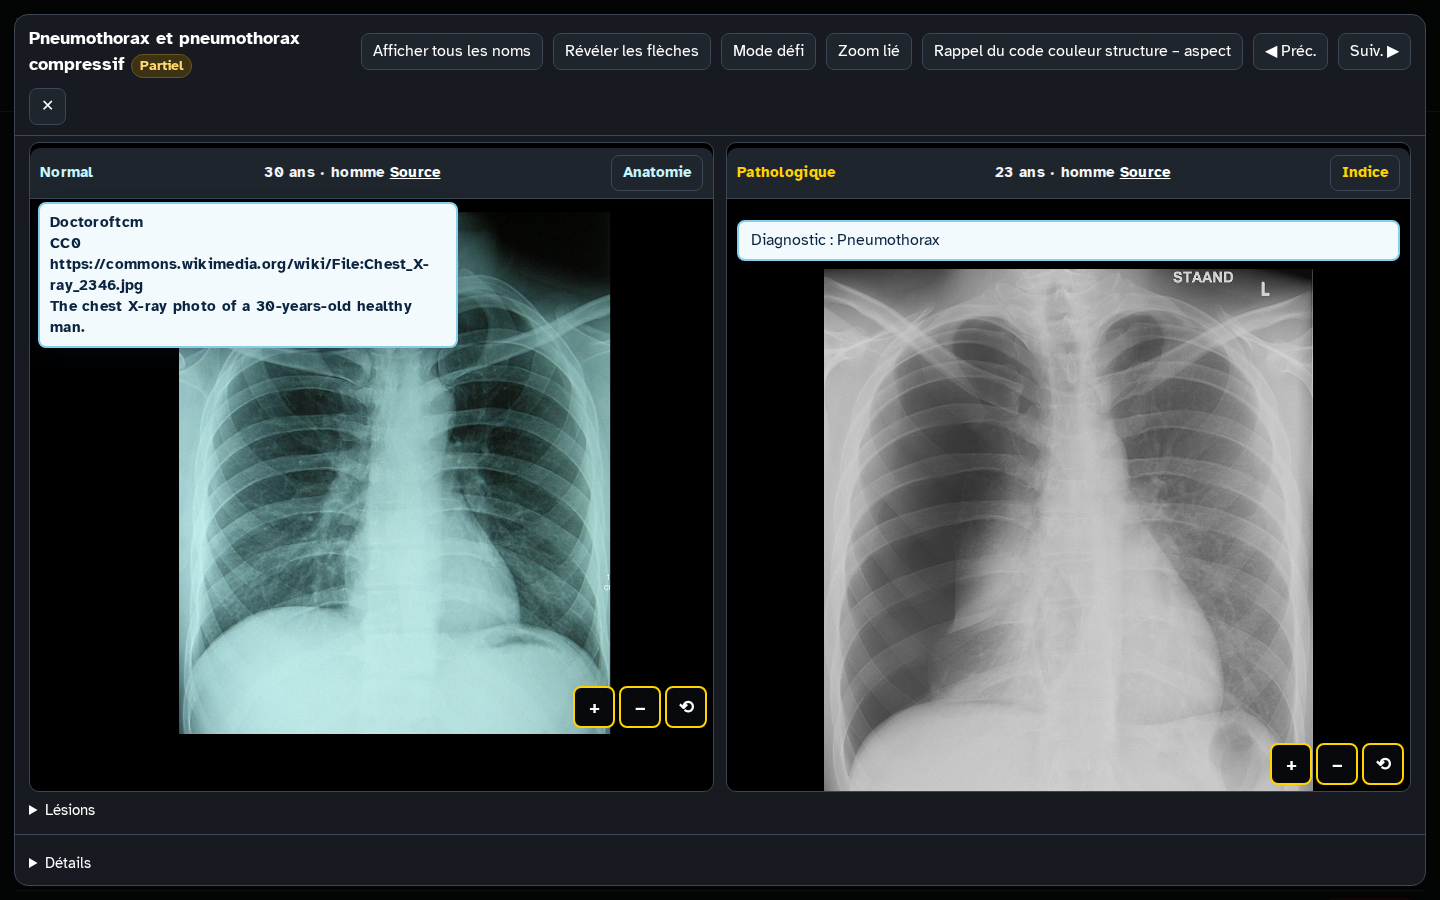 Pneumothorax et pneumothorax
compressif Partiel
Afficher tous les noms
Révéler les flèches
Mode défi
Zoom lié
Rappel du code couleur structure – aspect
◀ Préc.
Suiv. ▶
✕
Normal
30 ans · homme Source
Anatomie
Doctoroftcm
CC0
https://commons.wikimedia.org/wiki/File:Chest_X-
ray_2346.jpg
The chest X-ray photo of a 30-years-old healthy
man.
+ – ⟲
Pathologique
23 ans · homme Source
Indice
Diagnostic : Pneumothorax
STAAND
L
+ – ⟲
▶ Lésions
▶ Détails